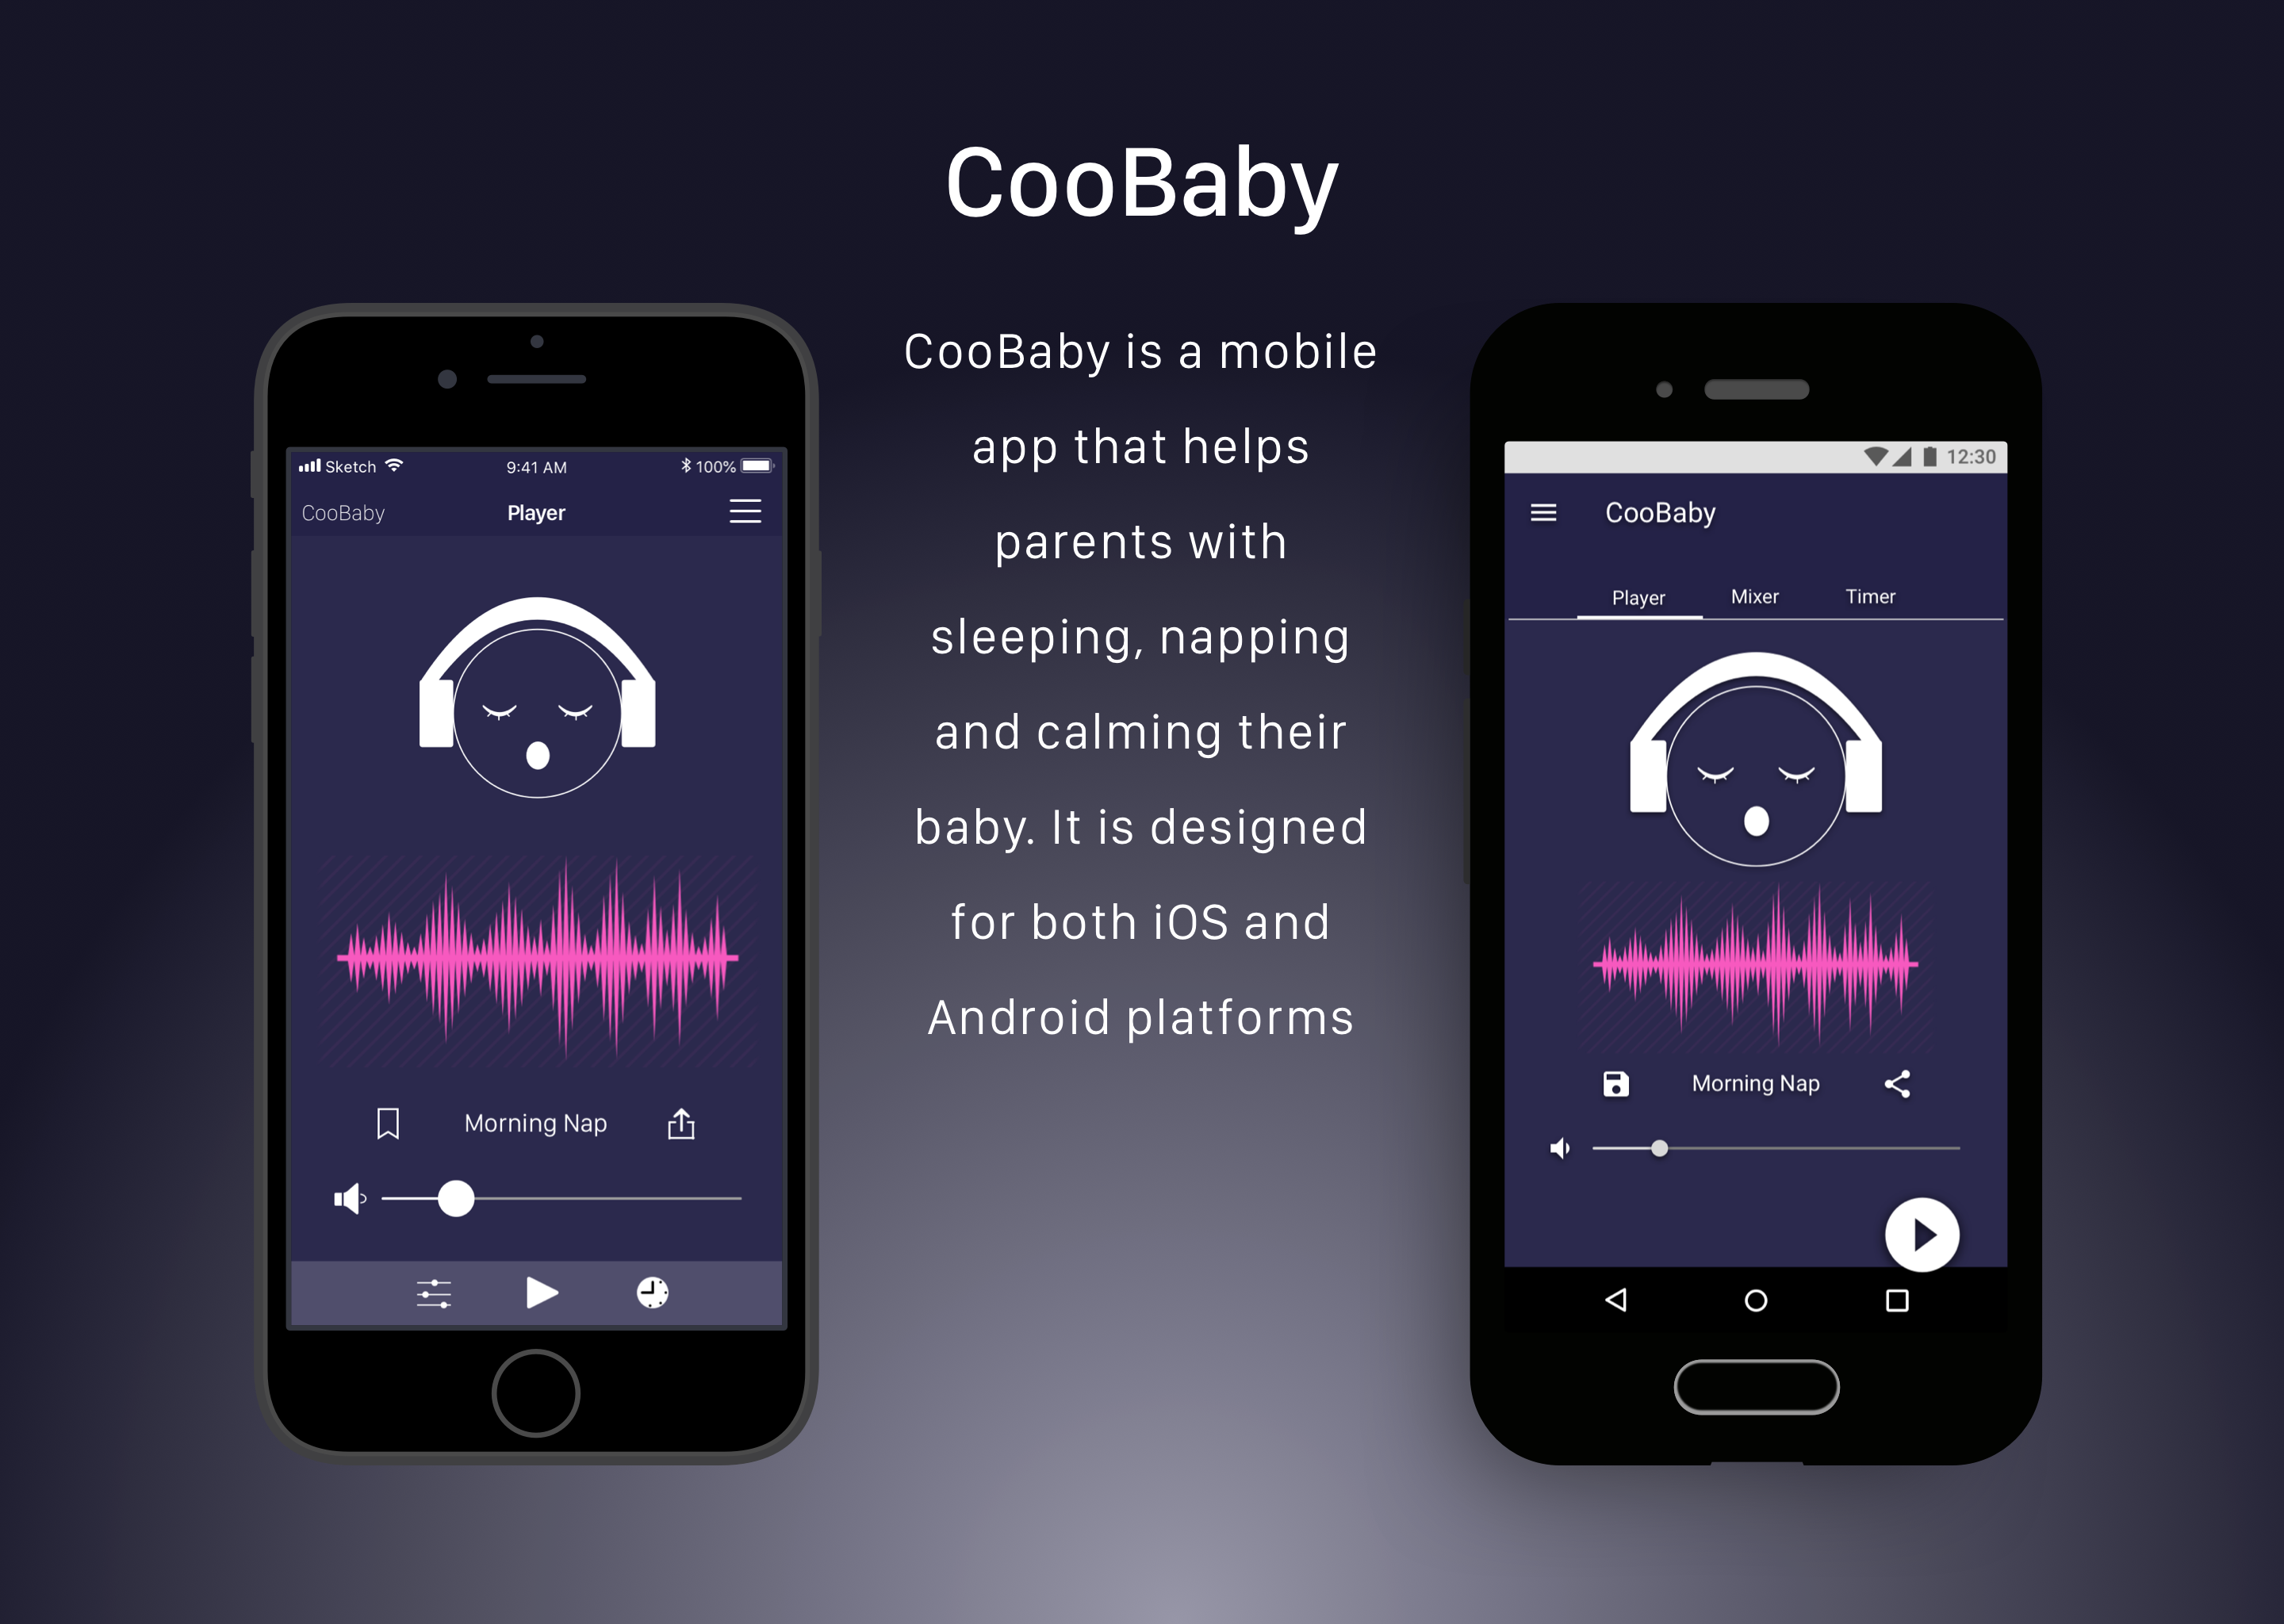 CooBaby
CooBaby is a mobile
app that helps
parents with
sleeping, napping
and calming their
baby. It is designed
for both iOS and
Android platforms
Sketch 9:41 AM 100%
CooBaby Player
Morning Nap
12:30
CooBaby
Player Mixer Timer
Morning Nap